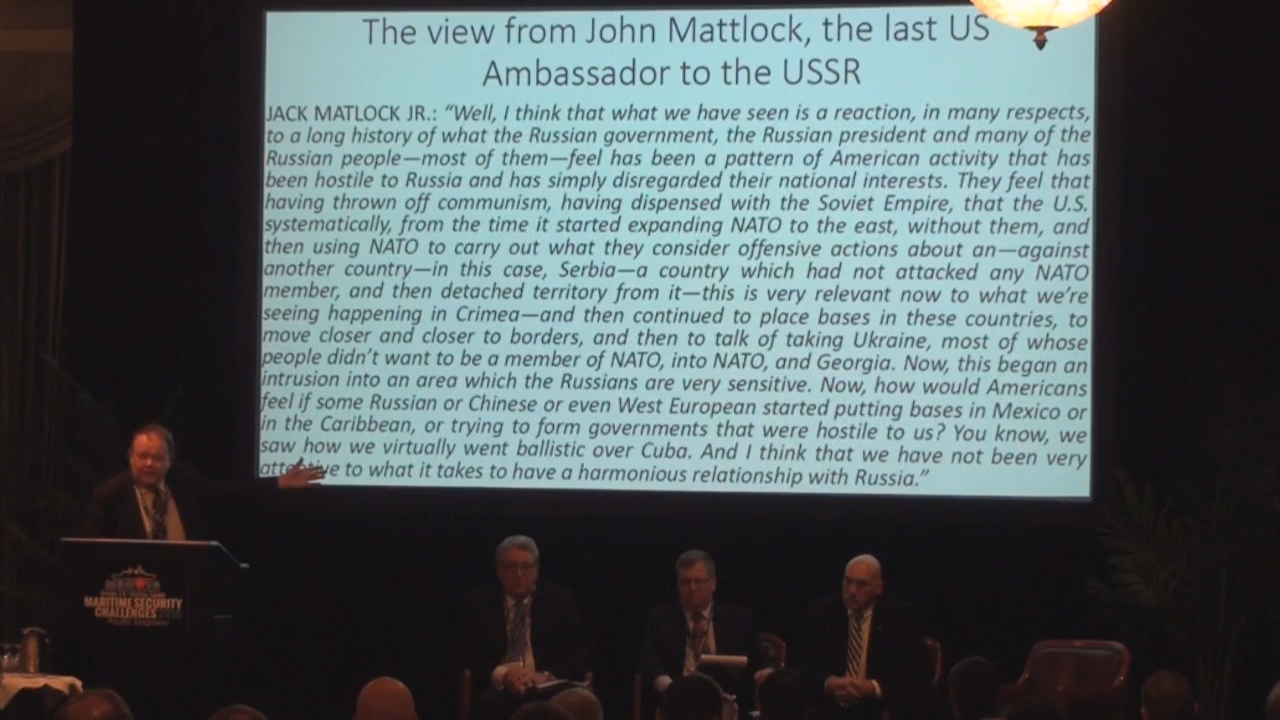 The view from John Mattlock, the last US
Ambassador to the USSR
JACK MATLOCK JR.: “Well, I think that what we have seen is a reaction, in many respects,
to a long history of what the Russian government, the Russian president and many of the
Russian people—most of them—feel has been a pattern of American activity that has
been hostile to Russia and has simply disregarded their national interests. They feel that
having thrown off communism, having dispensed with the Soviet Empire, that the U.S.
systematically, from the time it started expanding NATO to the east, without them, and
then using NATO to carry out what they consider offensive actions about an—against
another country—in this case, Serbia—a country which had not attacked any NATO
member, and then detached territory from it—this is very relevant now to what we’re
seeing happening in Crimea—and then continued to place bases in these countries, to
move closer and closer to borders, and then to talk of taking Ukraine, most of whose
people didn’t want to be a member of NATO, into NATO, and Georgia. Now, this began an
intrusion into an area which the Russians are very sensitive. Now, how would Americans
feel if some Russian or Chinese or even West European started putting bases in Mexico or
in the Caribbean, or trying to form governments that were hostile to us? You know, we
saw how we virtually went ballistic over Cuba. And I think that we have not been very
attentive to what it takes to have a harmonious relationship with Russia.”
MARITIME SECURITY
CHALLENGES
Pacific Seapower